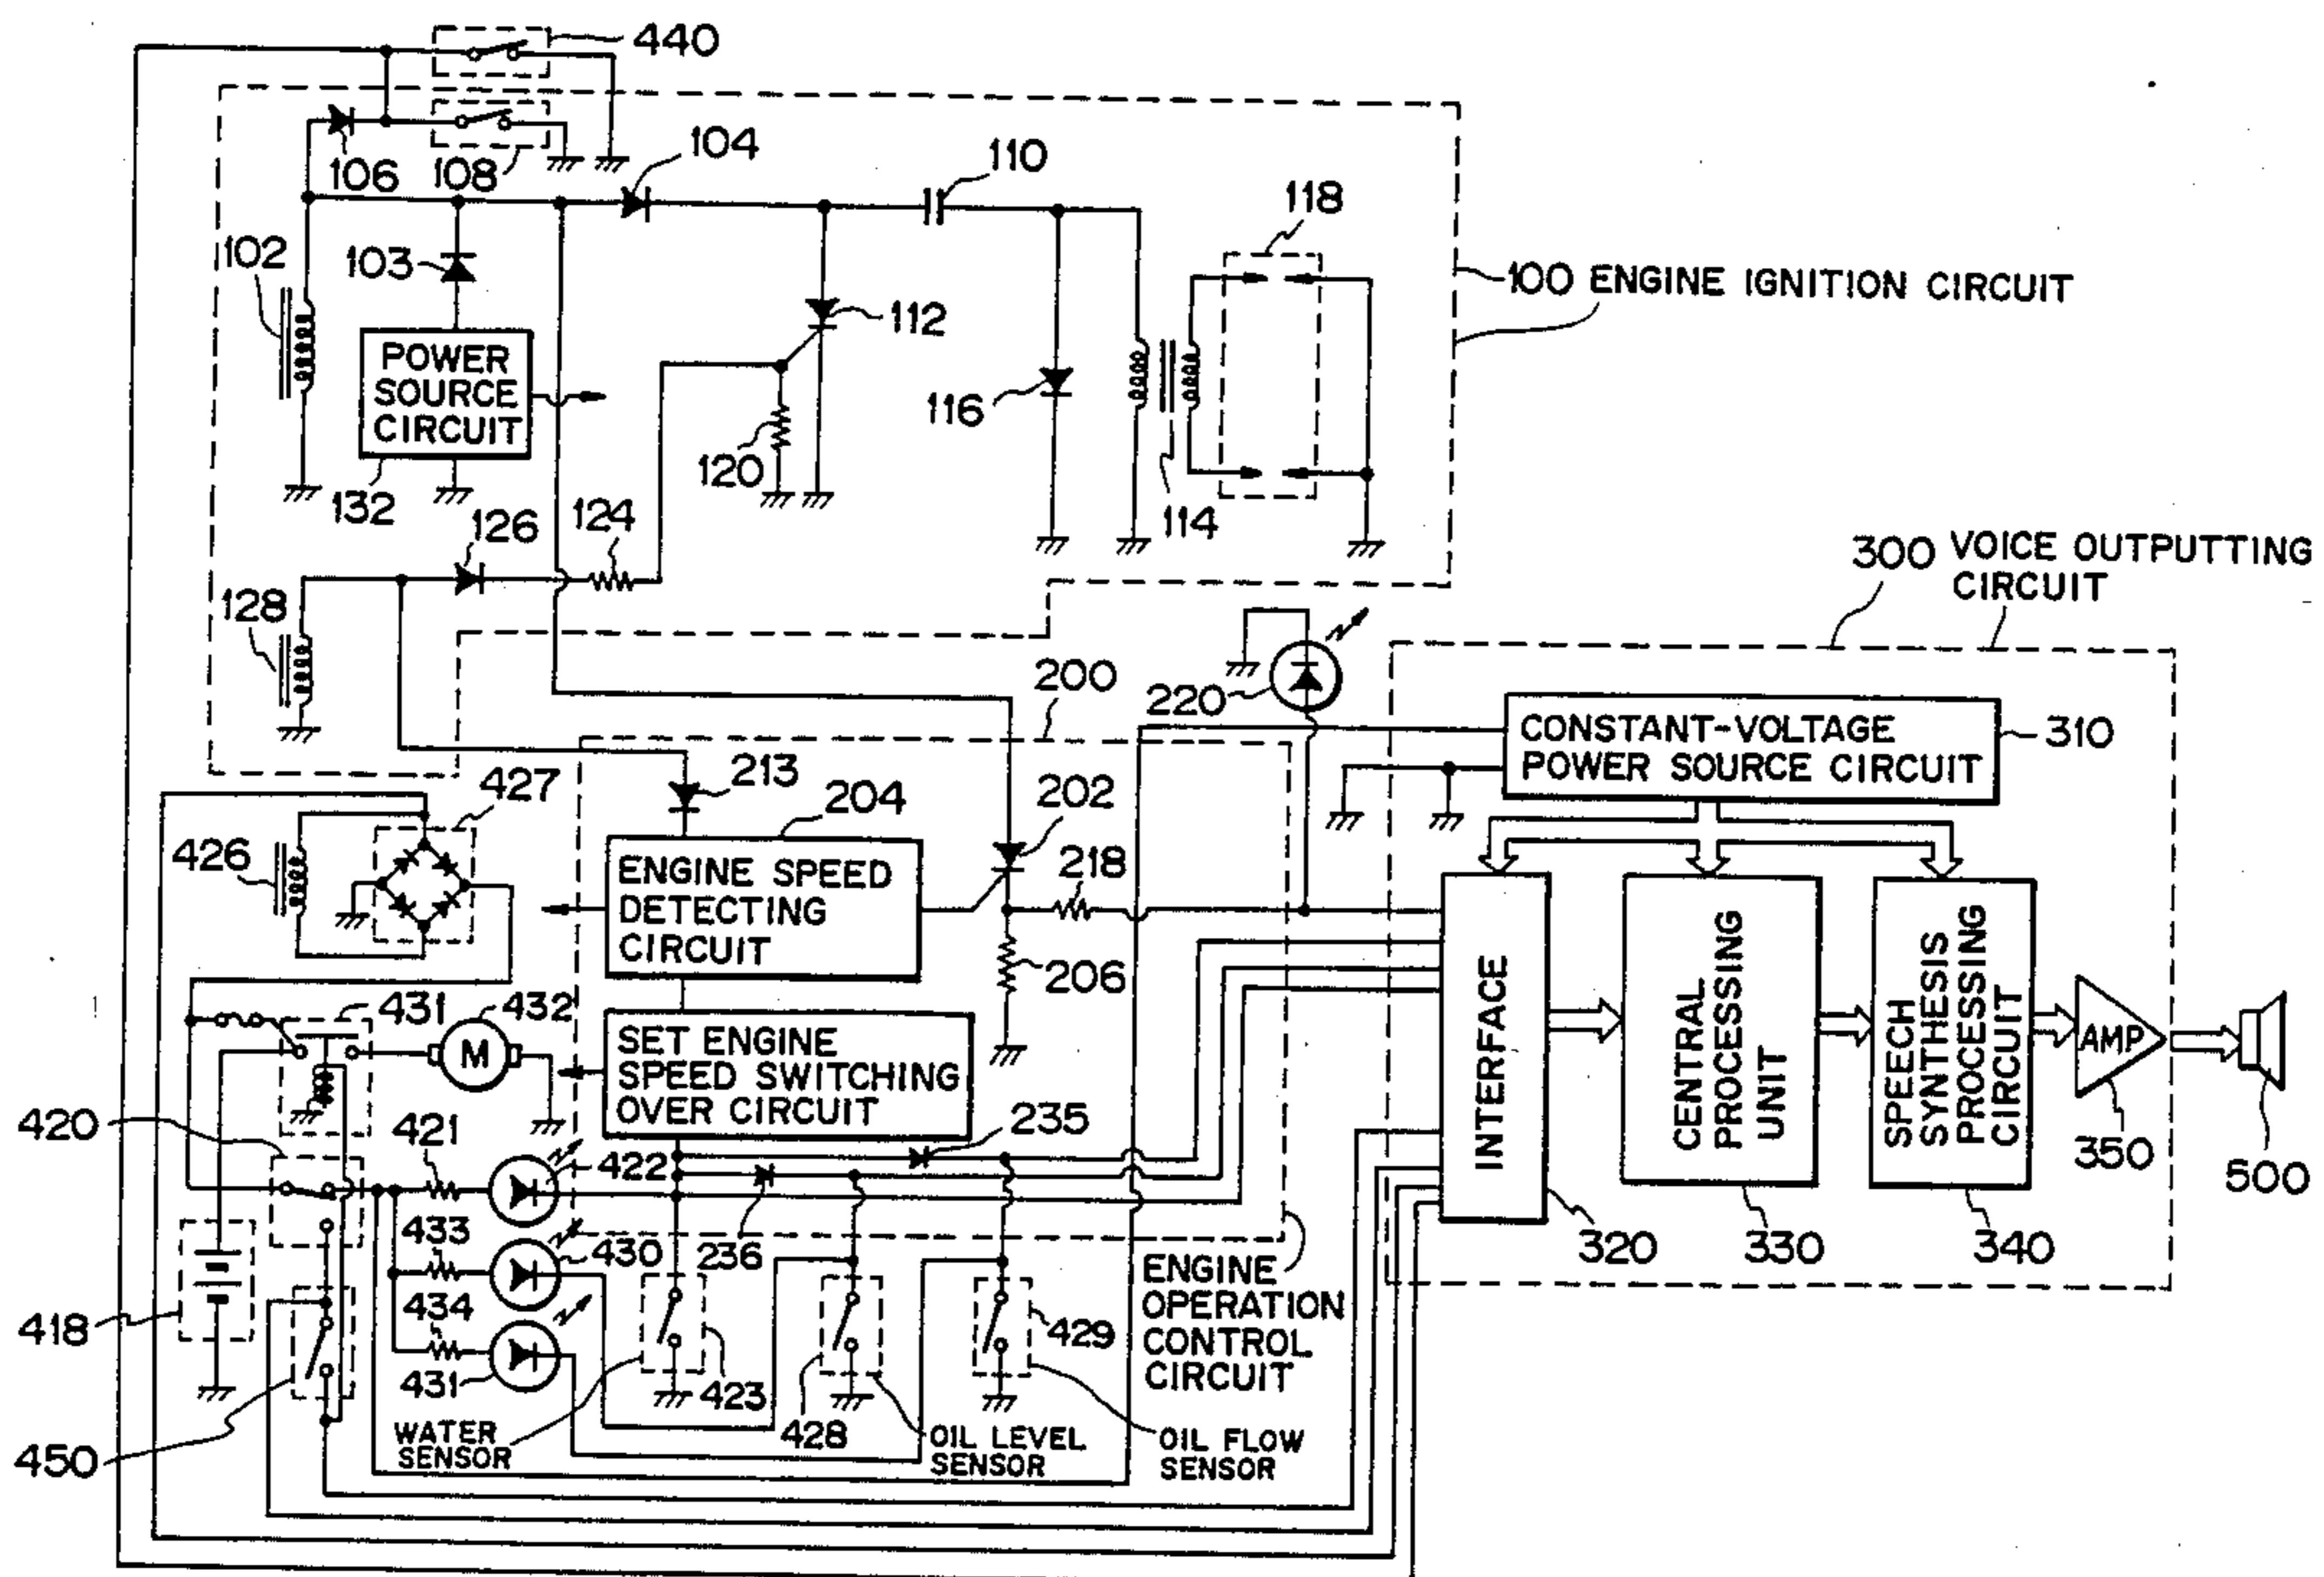 440
106
108
104
110
118
102
103
112
100 ENGINE IGNITION CIRCUIT
POWER
SOURCE
CIRCUIT
116
120
132
114
126
124
128
300 VOICE OUTPUTTING
CIRCUIT
200
220
CONSTANT-VOLTAGE
POWER SOURCE CIRCUIT
310
213
204
202
427
426
218
ENGINE SPEED
DETECTING
CIRCUIT
206
431
432
M
SET ENGINE
SPEED SWITCHING
OVER CIRCUIT
INTERFACE
CENTRAL
PROCESSING
UNIT
SPEECH
SYNTHESIS
PROCESSING
CIRCUIT
AMP
350
500
420
421
422
235
433
430
236
320
330
340
ENGINE
OPERATION
CONTROL
CIRCUIT
418
434
431
423
428
429
450
WATER
SENSOR
OIL LEVEL
SENSOR
OIL FLOW
SENSOR